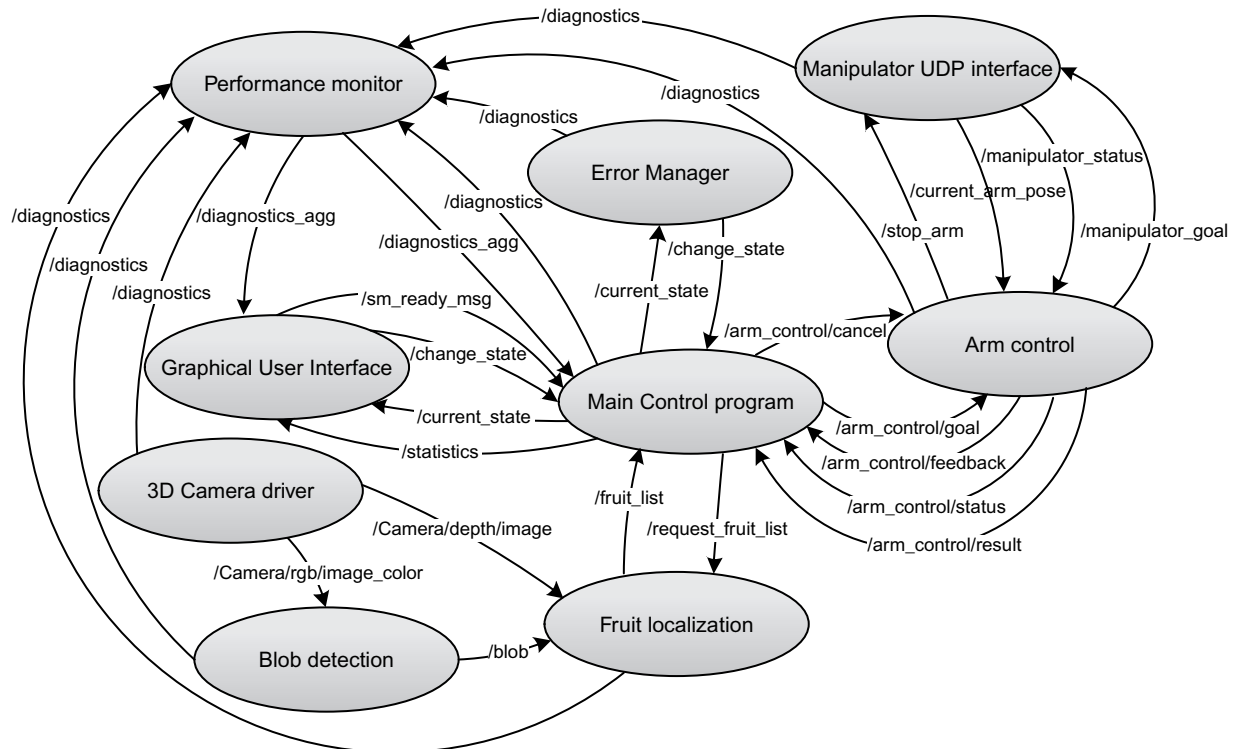 /diagnostics
Performance monitor
Manipulator UDP interface
/diagnostics
/diagnostics
Error Manager
/manipulator_status
/current_arm_pose
/diagnostics
/diagnostics_agg
/diagnostics
/stop_arm
/manipulator_goal
/diagnostics_agg
/change_state
/diagnostics
/current_state
/diagnostics
/sm_ready_msg
/arm_control/cancel
Arm control
/change_state
Graphical User Interface
Main Control program
/current_state
/arm_control/goal
/statistics
/arm_control/feedback
3D Camera driver
/fruit_list
/arm_control/status
/Camera/depth/image
/request_fruit_list
/arm_control/result
/Camera/rgb/image_color
Fruit localization
/blob
Blob detection